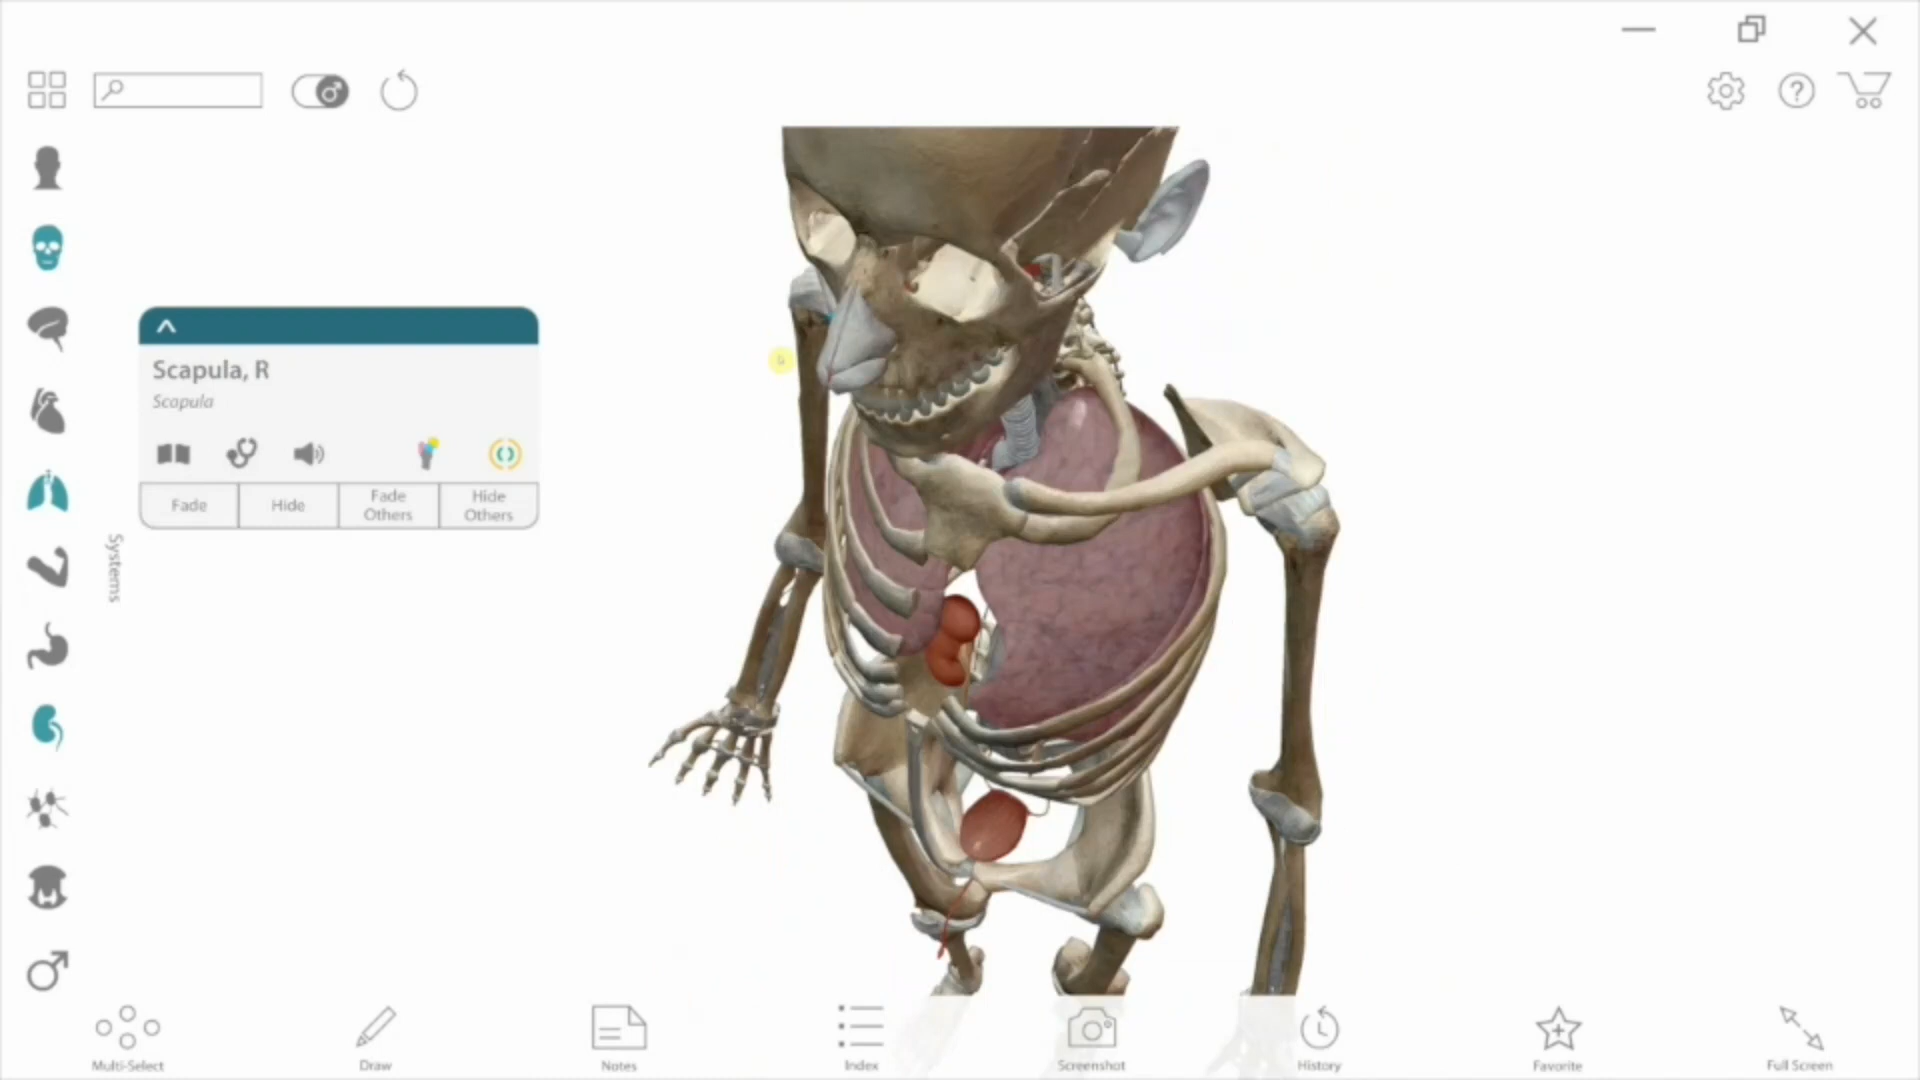 Scapula, R
Scapula
Fade
Hide
Fade
Others
Hide
Others
Systems
Multi-Select
Draw
Notes
Index
Screenshot
History
Favorite
Full Screen